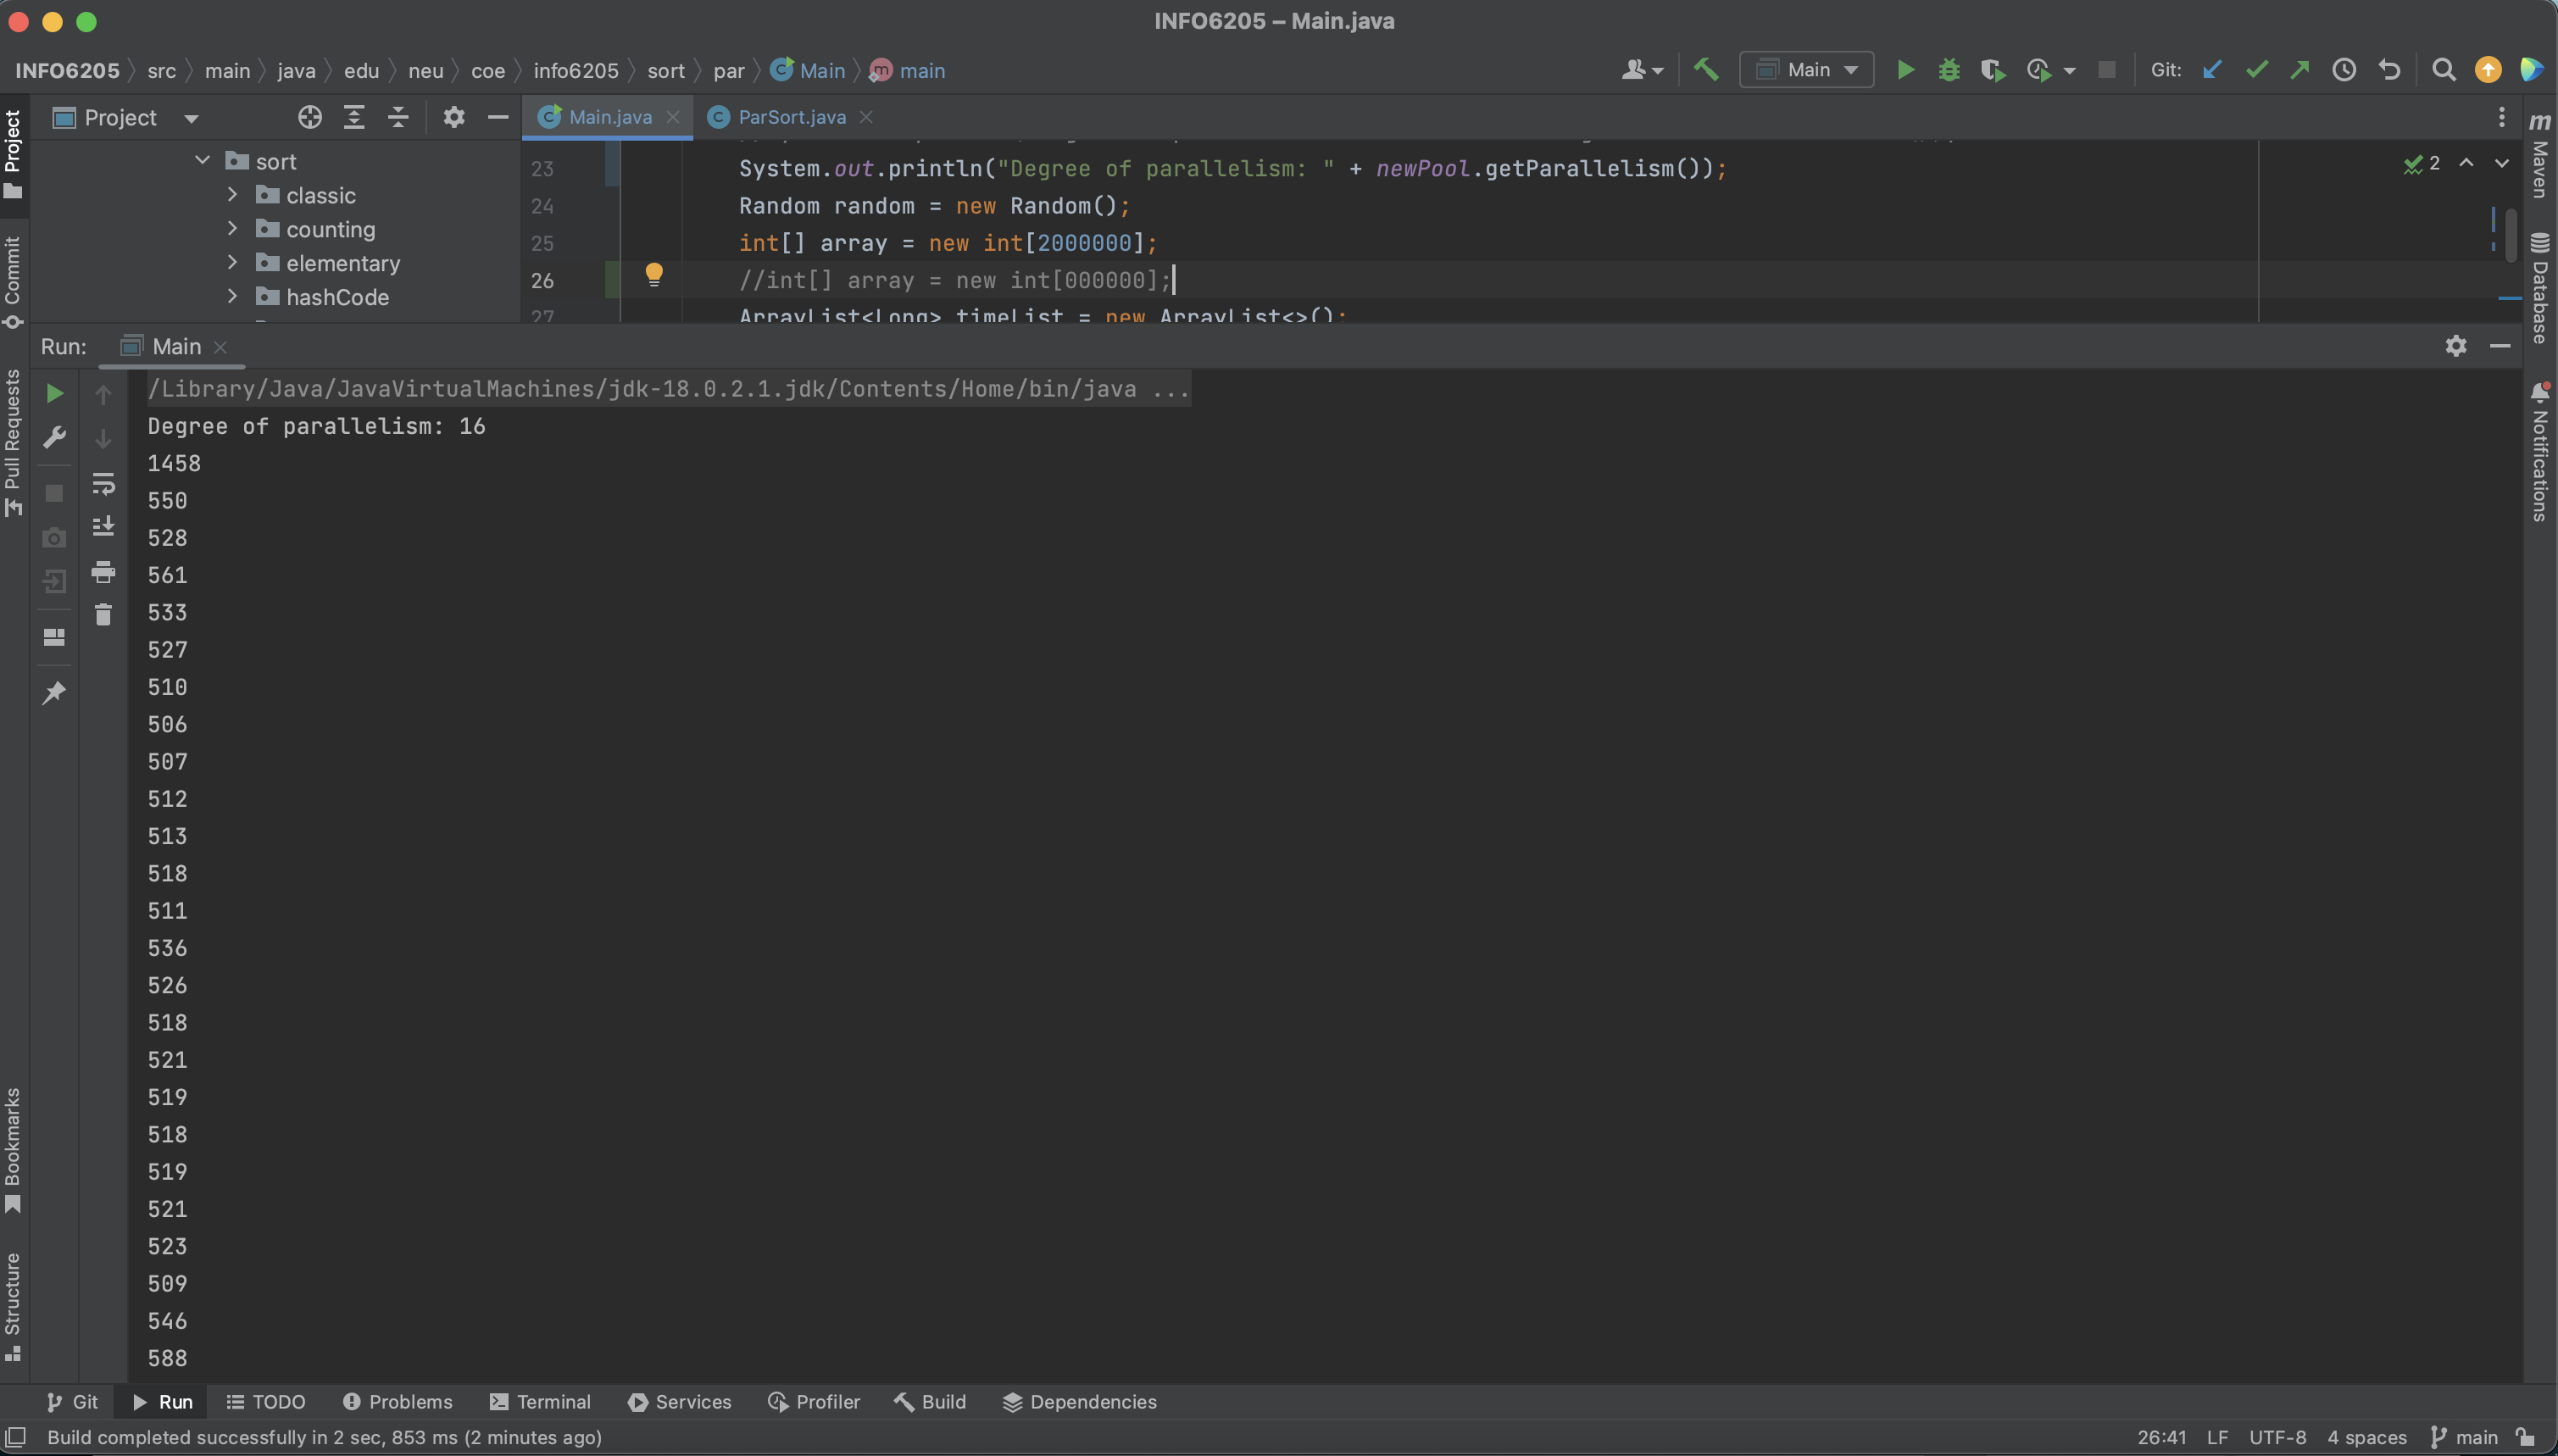 INFO6205 – Main.java
INFO6205 src main java edu neu coe info6205 sort par Main main
Main
Git:
Project
Main.java
ParSort.java
sort
classic
counting
elementary
hashCode
23 System.out.println("Degree of parallelism: " + newPool.getParallelism());
24 Random random = new Random();
25 int[] array = new int[2000000];
26 //int[] array = new int[000000];
27 ArrayList<Long> timeList = new ArrayList<>();
2
Run: Main
/Library/Java/JavaVirtualMachines/jdk-18.0.2.1.jdk/Contents/Home/bin/java ...
Degree of parallelism: 16
1458
550
528
561
533
527
510
506
507
512
513
518
511
536
526
518
521
519
518
519
521
523
509
546
588
Project
Commit
Pull Requests
Bookmarks
Structure
m Maven
Database
Notifications
Git Run TODO Problems Terminal Services Profiler Build Dependencies
Build completed successfully in 2 sec, 853 ms (2 minutes ago)
26:41 LF UTF-8 4 spaces main